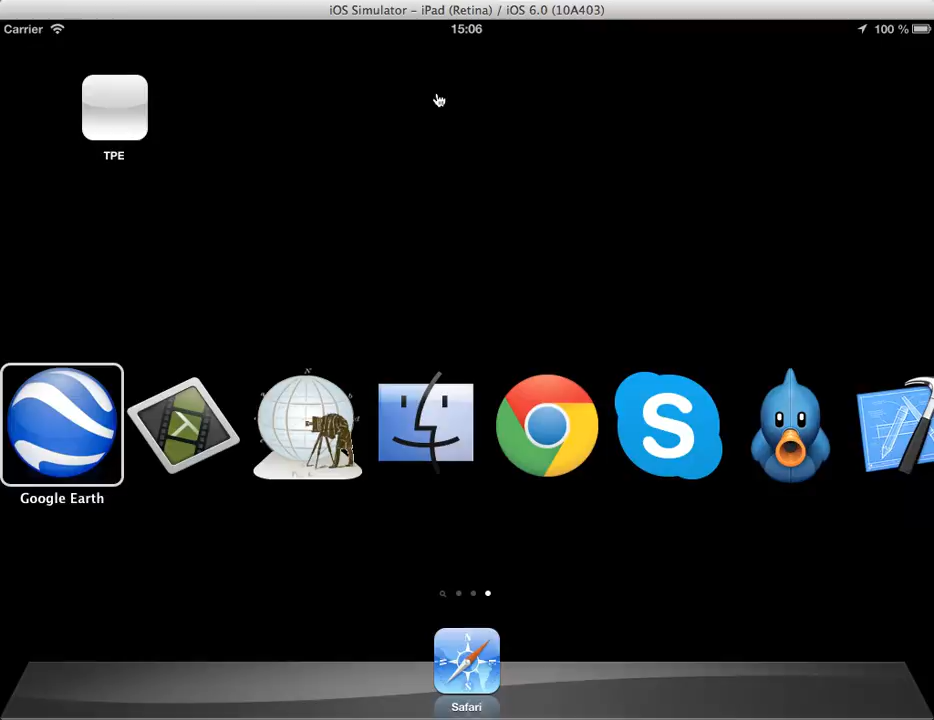 iOS Simulator – iPad (Retina) / iOS 6.0 (10A403)
Carrier 15:06 100 %
TPE
S
Google Earth
N
S
Safari